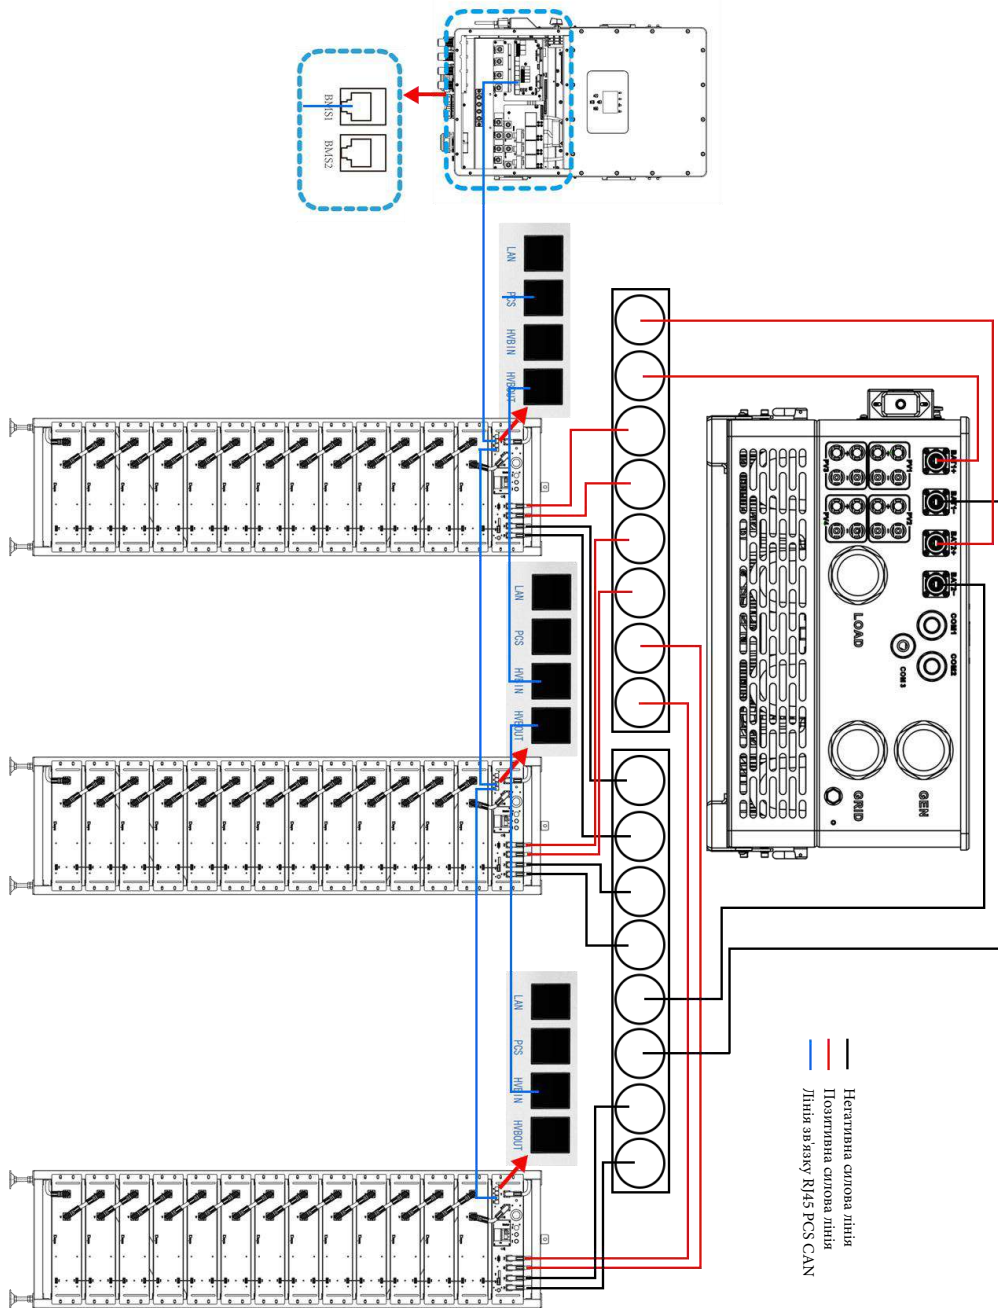 BMS1
BMS2
LAN
PCS
HVBIN
HVBOUT
LAN
PCS
HVBIN
HVBOUT
LAN
PCS
HVBIN
HVBOUT
BAT1+
BAT1-
BAT2+
BAT2-
PV1
PV2
PV3
PV4
LOAD
COM1
COM2
COM 3
GRID
GEN
Негативна силова лінія
Позитивна силова лінія
Лінія зв'язку RJ45 PCS CAN